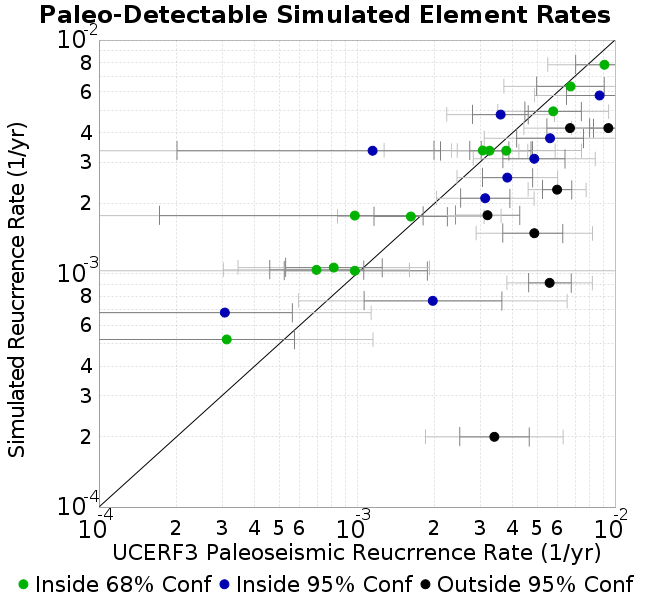 Paleo-Detectable Simulated Element Rates
10-2
8
6
4
3
2
10-3
8
6
4
3
2
10-4
Simulated Reucrrence Rate (1/yr)
10-4 2 3 4 5 6 10-3 2 3 4 5 6 10-2
UCERF3 Paleoseismic Reucrrence Rate (1/yr)
Inside 68% Conf Inside 95% Conf Outside 95% Conf